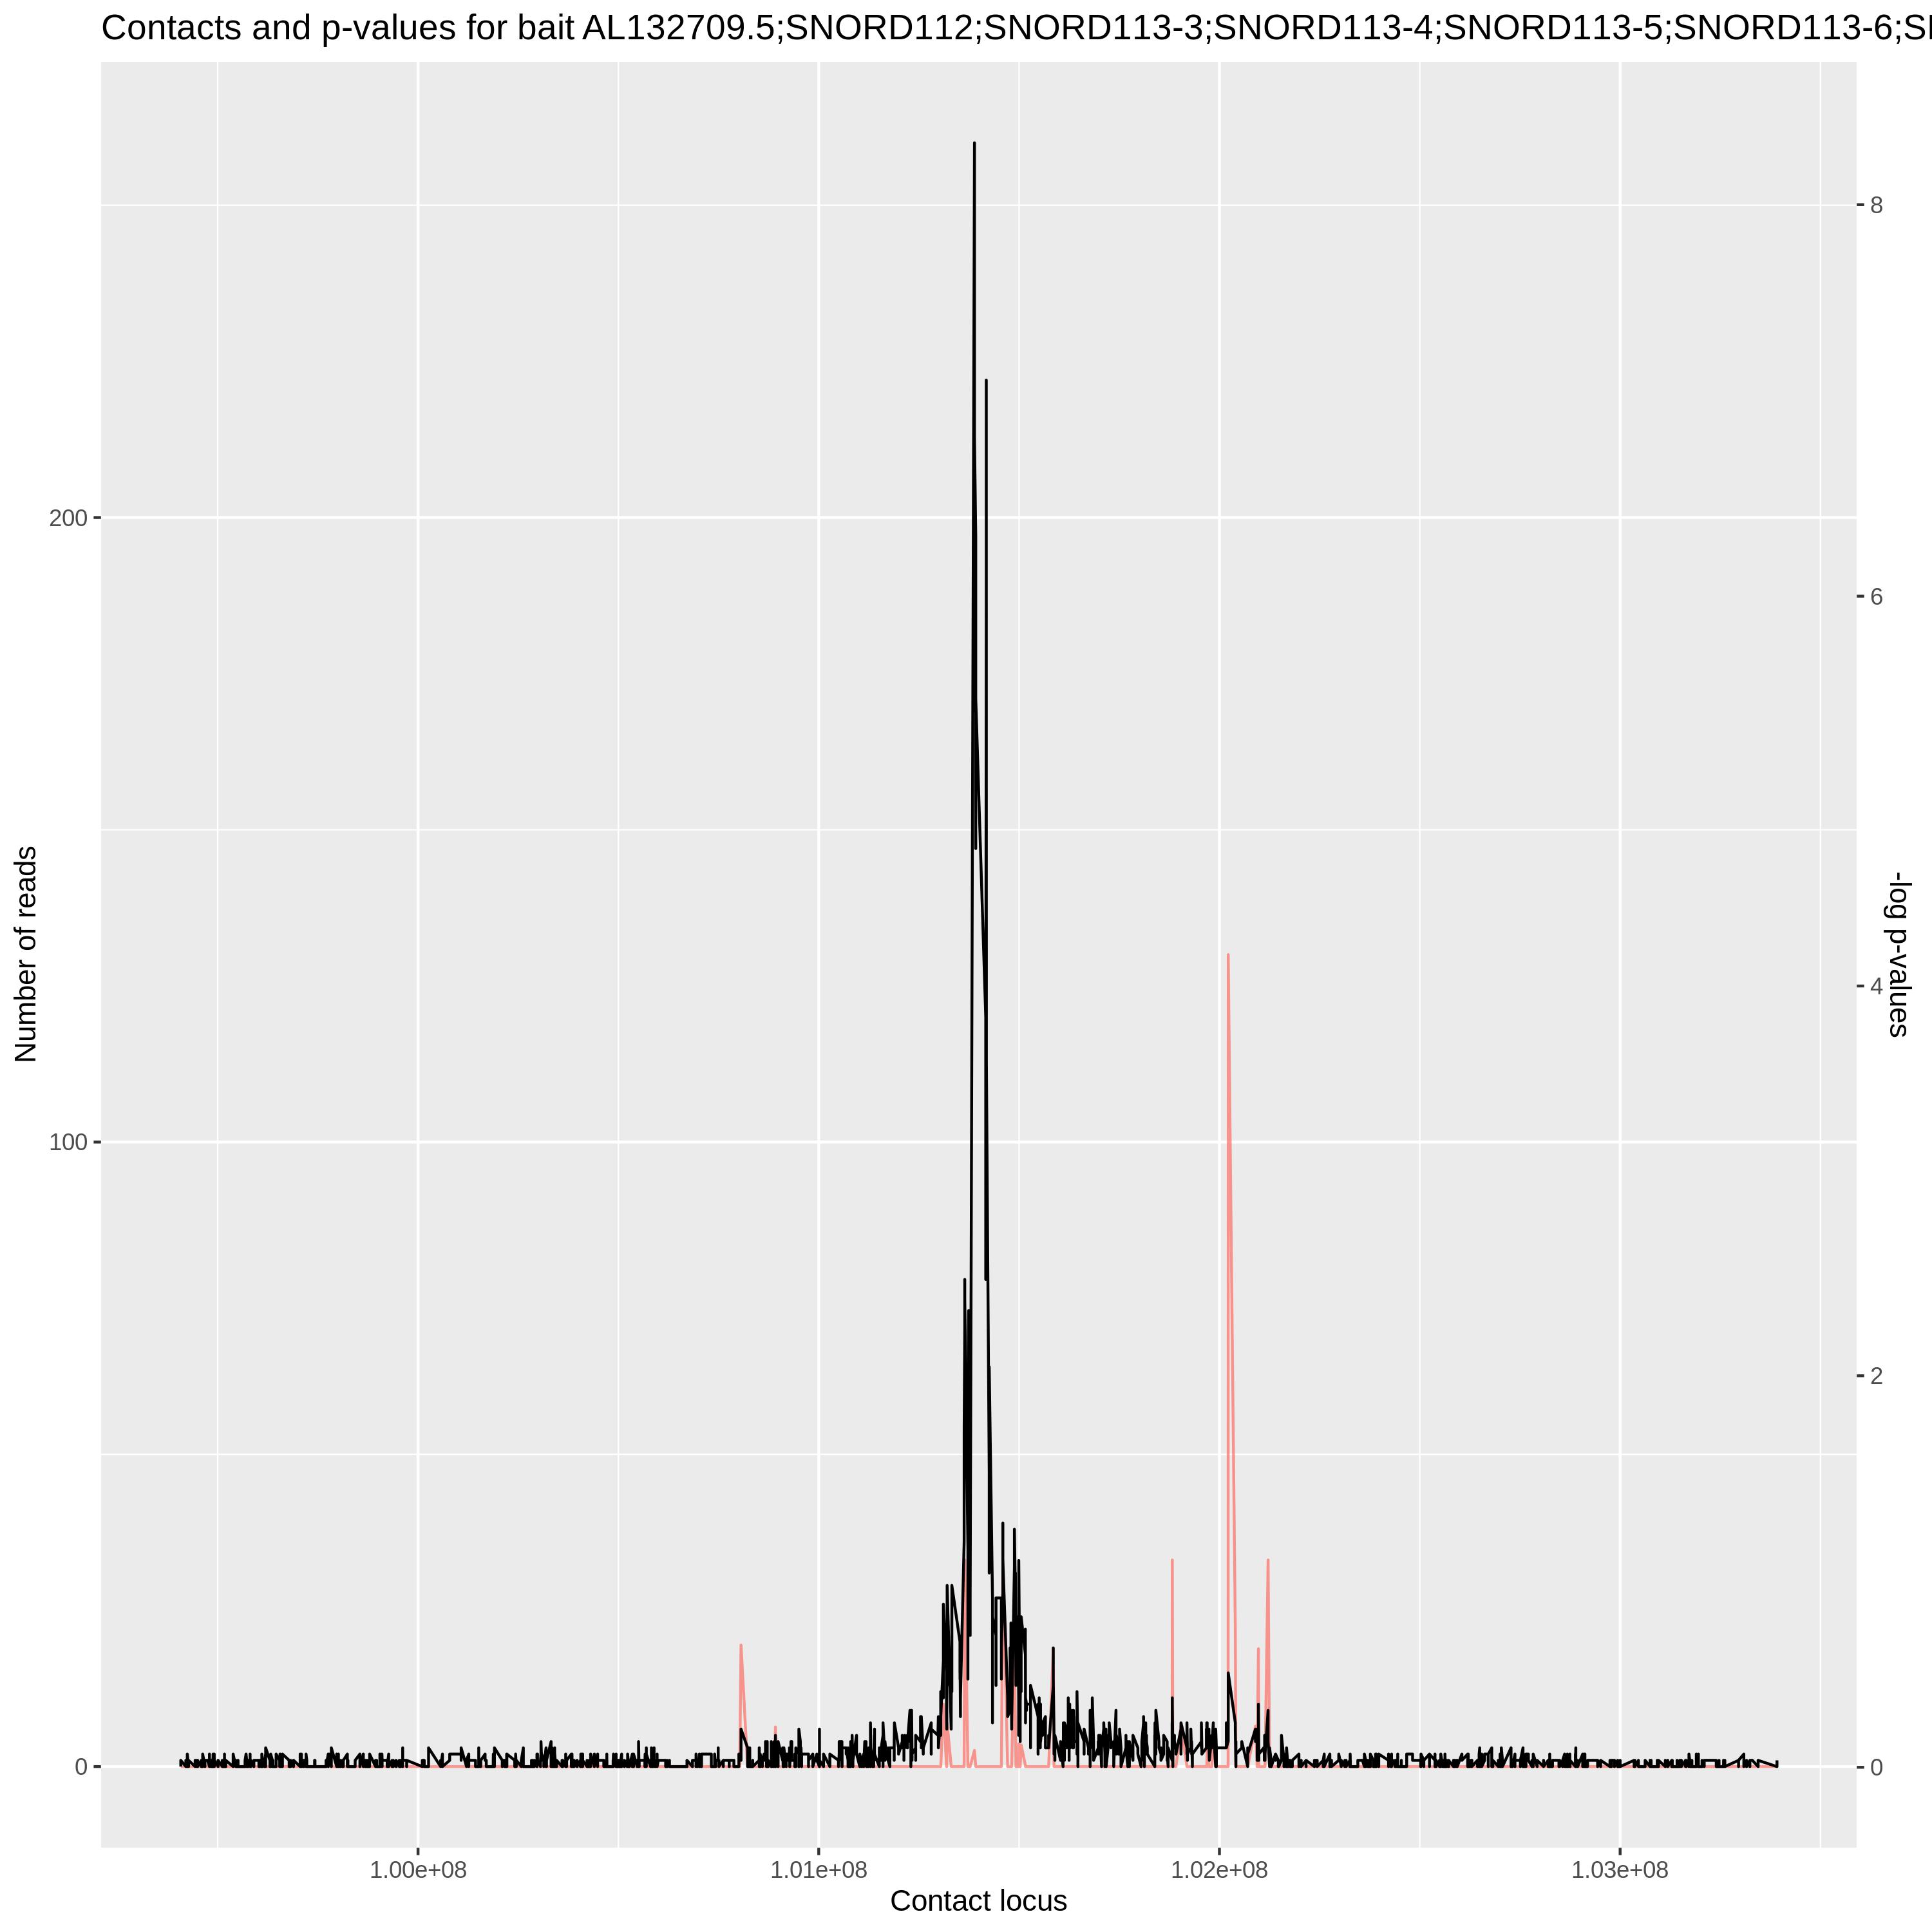 Contacts and p-values for bait AL132709.5;SNORD112;SNORD113-3;SNORD113-4;SNORD113-5;SNORD113-6;S
Number of reads
200
100
0
8
6
4
2
0
-log p-values
1.00e+08 1.01e+08 1.02e+08 1.03e+08
Contact locus